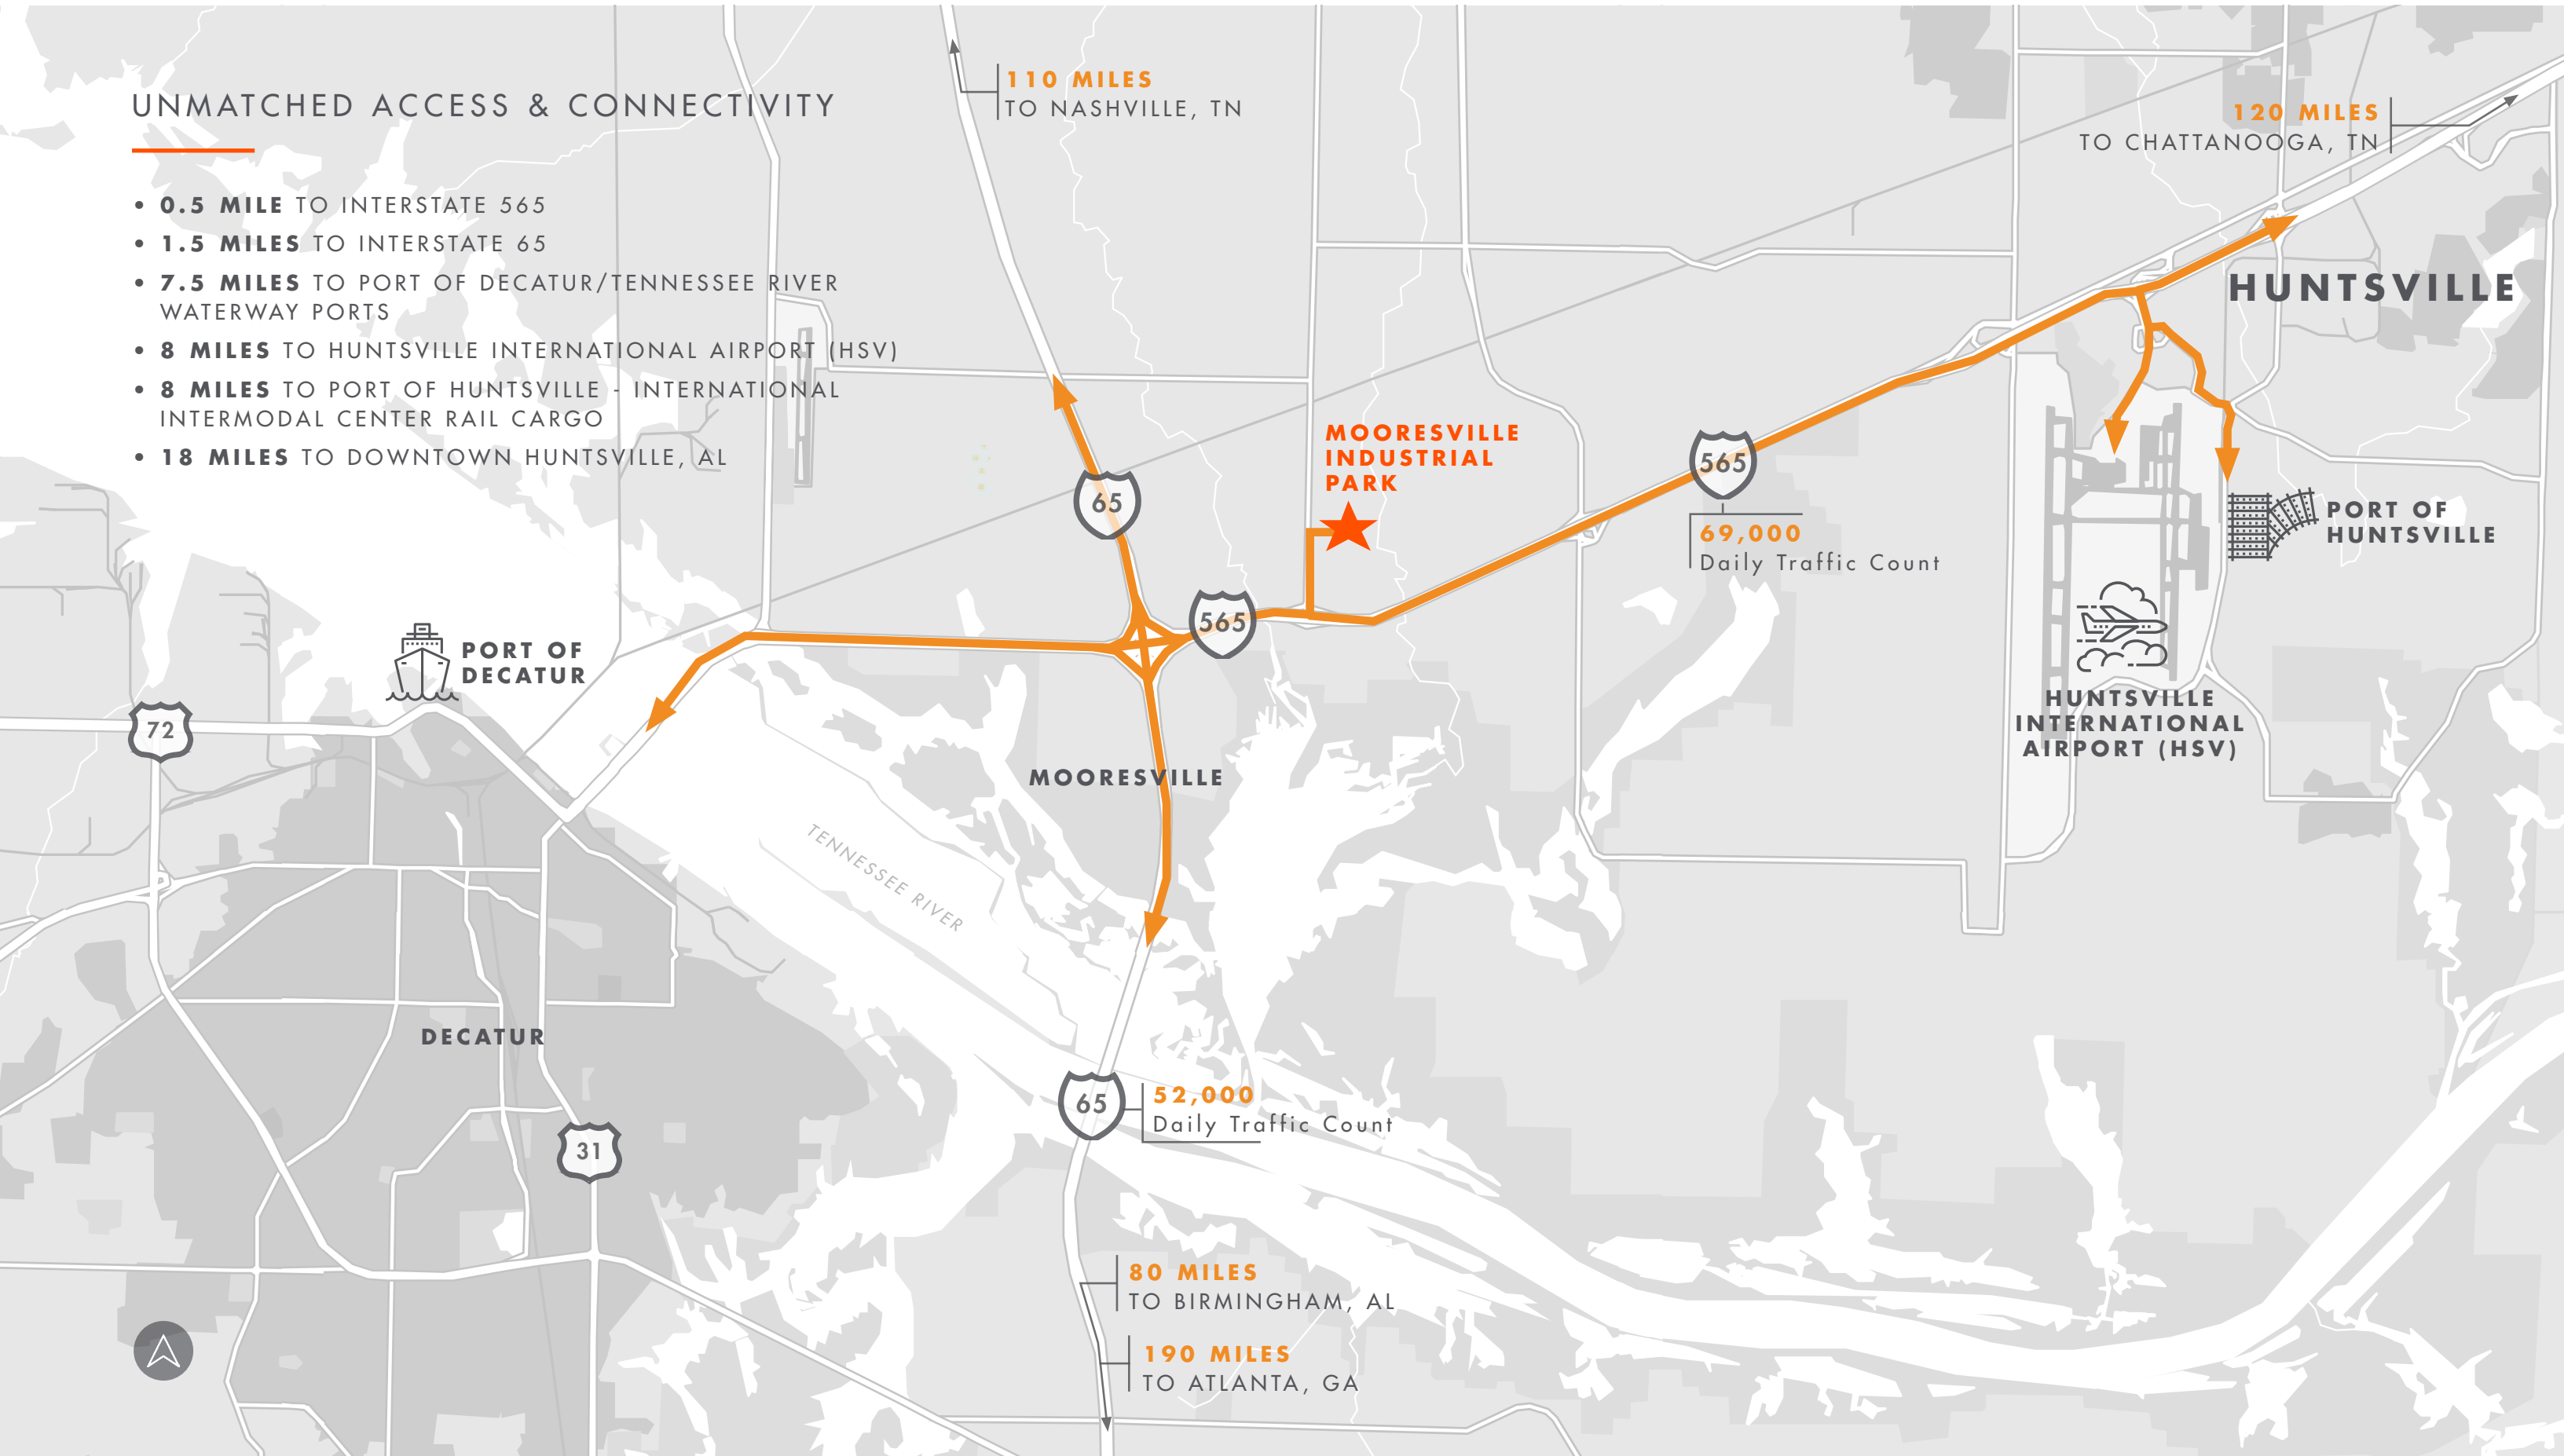 UNMATCHED ACCESS & CONNECTIVITY
• 0.5 MILE TO INTERSTATE 565
• 1.5 MILES TO INTERSTATE 65
• 7.5 MILES TO PORT OF DECATUR/TENNESSEE RIVER
WATERWAY PORTS
• 8 MILES TO HUNTSVILLE INTERNATIONAL AIRPORT (HSV)
• 8 MILES TO PORT OF HUNTSVILLE - INTERNATIONAL
INTERMODAL CENTER RAIL CARGO
• 18 MILES TO DOWNTOWN HUNTSVILLE, AL
110 MILES
TO NASHVILLE, TN
120 MILES
TO CHATTANOOGA, TN
HUNTSVILLE
MOORESVILLE
INDUSTRIAL
PARK
565
69,000
Daily Traffic Count
65
565
PORT OF
HUNTSVILLE
PORT OF
DECATUR
72
HUNTSVILLE
INTERNATIONAL
AIRPORT (HSV)
MOORESVILLE
TENNESSEE RIVER
DECATUR
65
52,000
Daily Traffic Count
31
80 MILES
TO BIRMINGHAM, AL
190 MILES
TO ATLANTA, GA